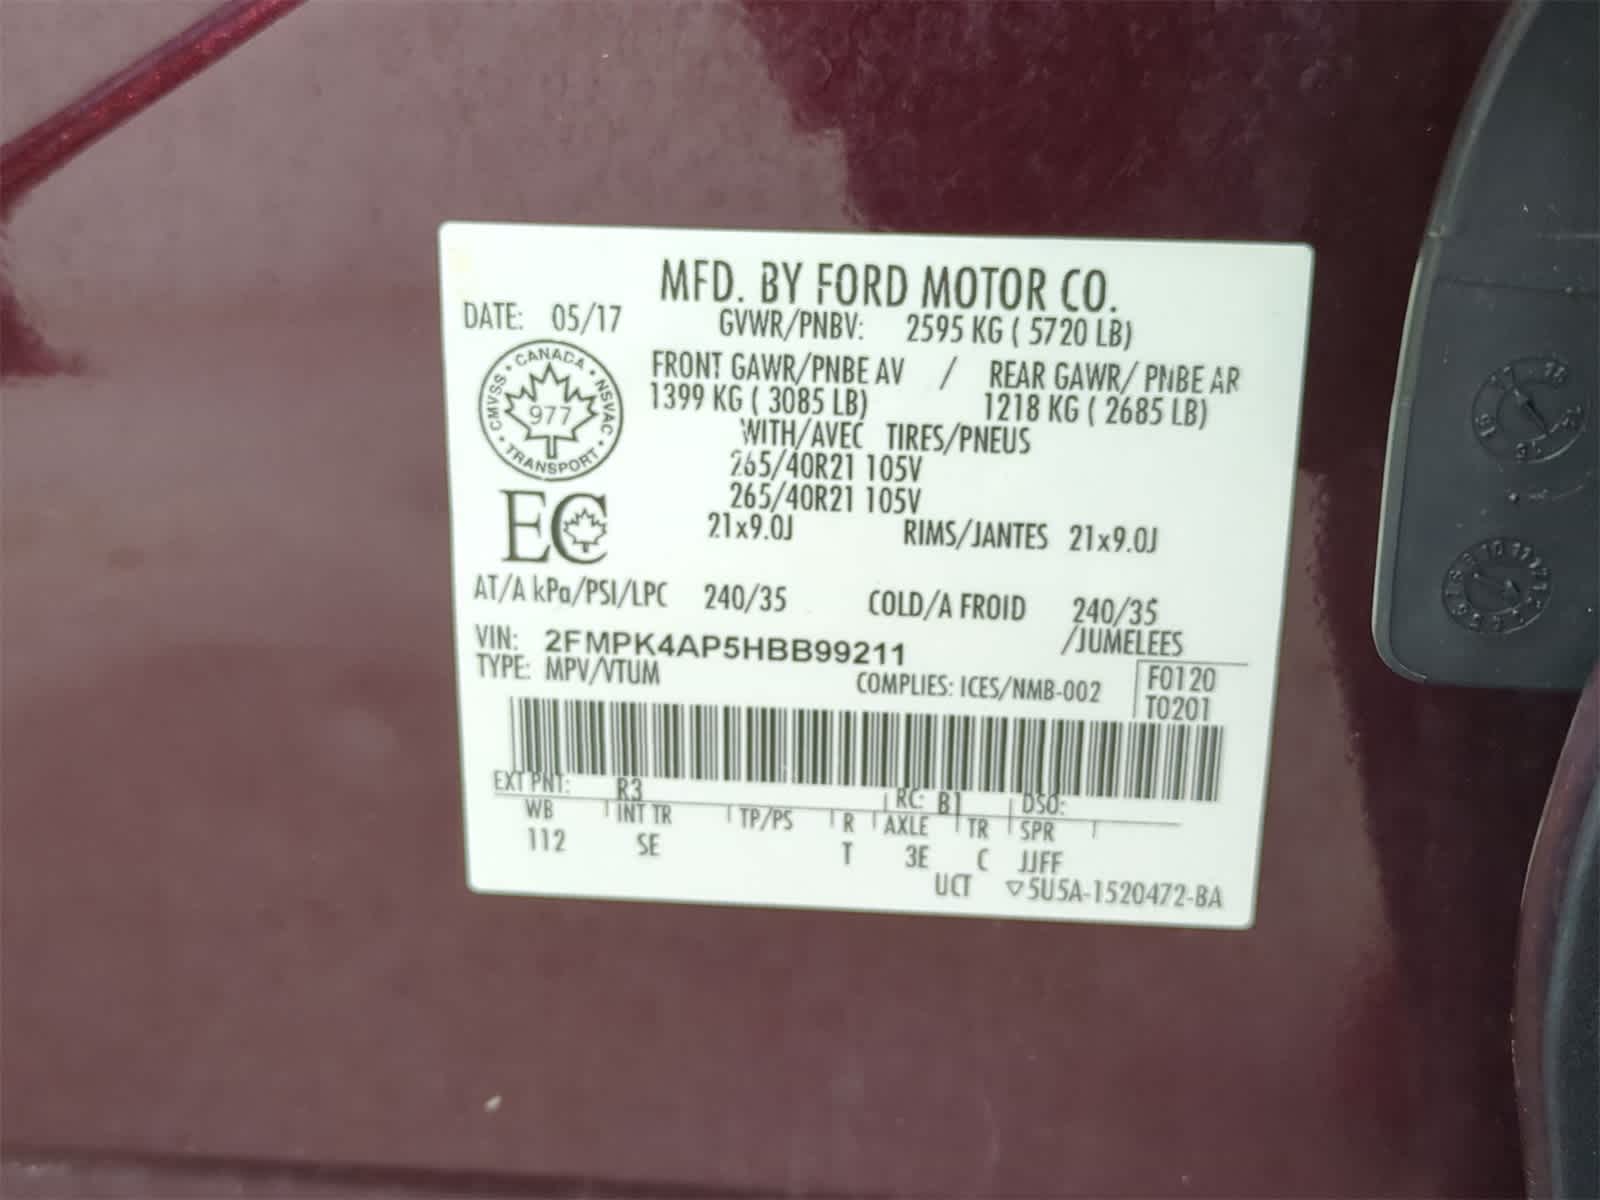 MFD. BY FORD MOTOR CO.
DATE: 05/17
GVWR/PNBV: 2595 KG ( 5720 LB)
FRONT GAWR/PNBE AV / REAR GAWR/ PNBE AR
1399 KG ( 3085 LB) 1218 KG ( 2685 LB)
WITH/AVEC TIRES/PNEUS
265/40R21 105V
265/40R21 105V
21x9.0J RIMS/JANTES 21x9.0J
CANADA
CMVSS NSVAC
977
TRANSPORT
EC
AT/A kPa/PSI/LPC 240/35 COLD/A FROID 240/35
/JUMELEES
VIN: 2FMPK4AP5HBB99211
TYPE: MPV/VTUM
COMPLIES: ICES/NMB-002
F0120
T0201
EXT PNT: R3 RC: B1 DSO:
WB INT TR TP/PS R AXLE TR SPR
112 SE T 3E C JJFF
UCT ▽5U5A-1520472-BA